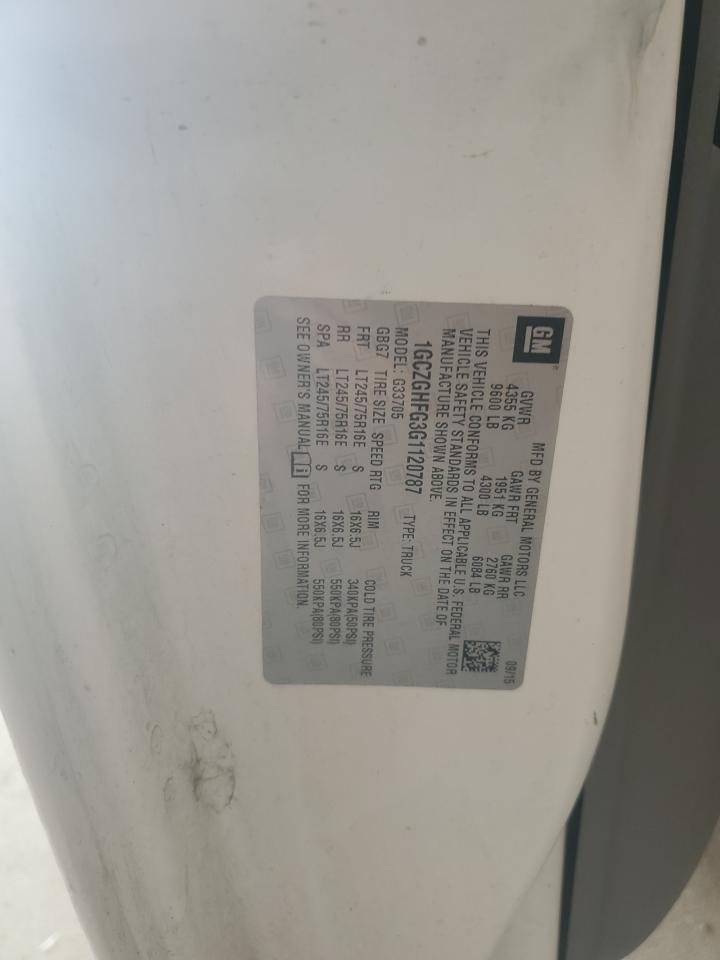 GM®
MFD BY GENERAL MOTORS LLC 09/15
GVWR GAWR FRT GAWR RR
4355 KG 1951 KG 2760 KG
9600 LB 4300 LB 6084 LB
THIS VEHICLE CONFORMS TO ALL APPLICABLE U.S. FEDERAL MOTOR
VEHICLE SAFETY STANDARDS IN EFFECT ON THE DATE OF
MANUFACTURE SHOWN ABOVE.
1GCZGHFG3G1120787 TYPE: TRUCK
MODEL: G33705
GBG7 TIRE SIZE SPEED RTG RIM COLD TIRE PRESSURE
FRT LT245/75R16E S 16X6.5J 340KPA(50PSI)
RR LT245/75R16E S 16X6.5J 550KPA(80PSI)
SPA LT245/75R16E S 16X6.5J 550KPA(80PSI)
SEE OWNER'S MANUAL i FOR MORE INFORMATION.